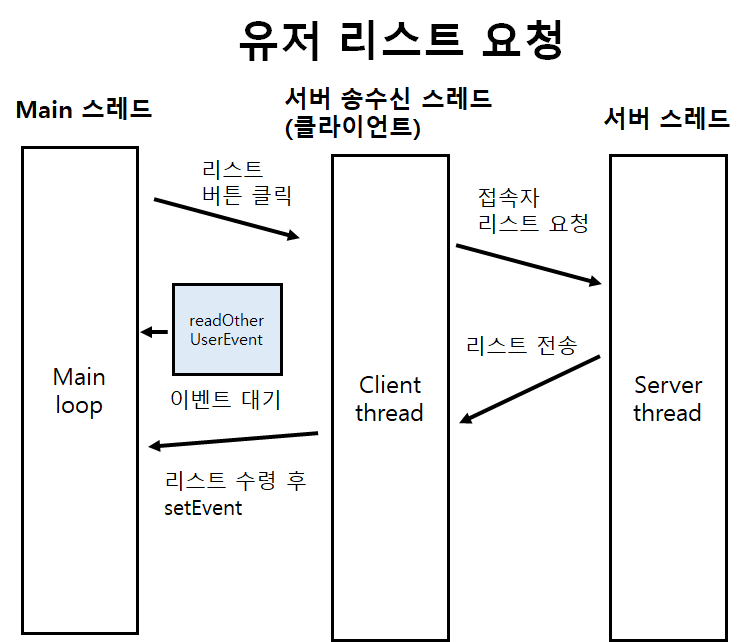 유저 리스트 요청
Main 스레드
서버 송수신 스레드
(클라이언트)
서버 스레드
리스트
버튼 클릭
접속자
리스트 요청
readOther
UserEvent
이벤트 대기
리스트 전송
Main
loop
Client
thread
Server
thread
리스트 수령 후
setEvent